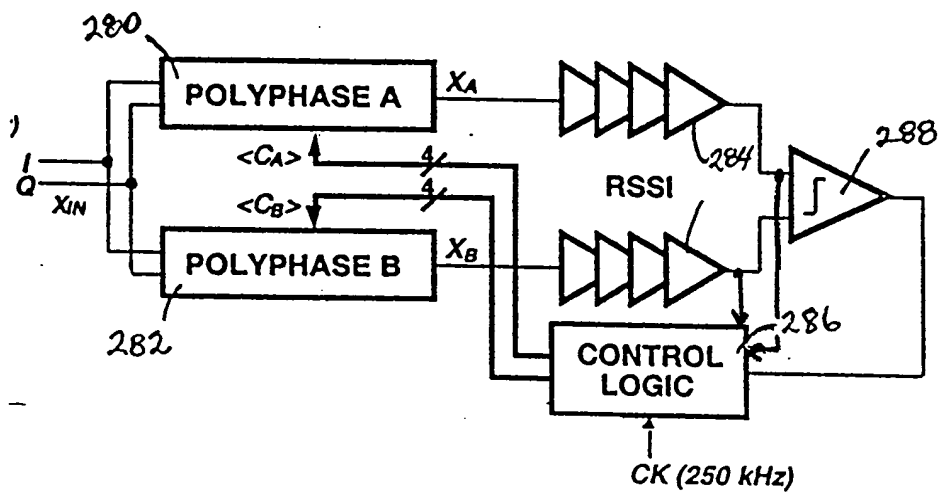 280
POLYPHASE A
XA
)
I
Q
XIN
<CA>
4
4
<CB>
284
RSSI
288
POLYPHASE B
XB
282
286
CONTROL
LOGIC
CK (250 kHz)